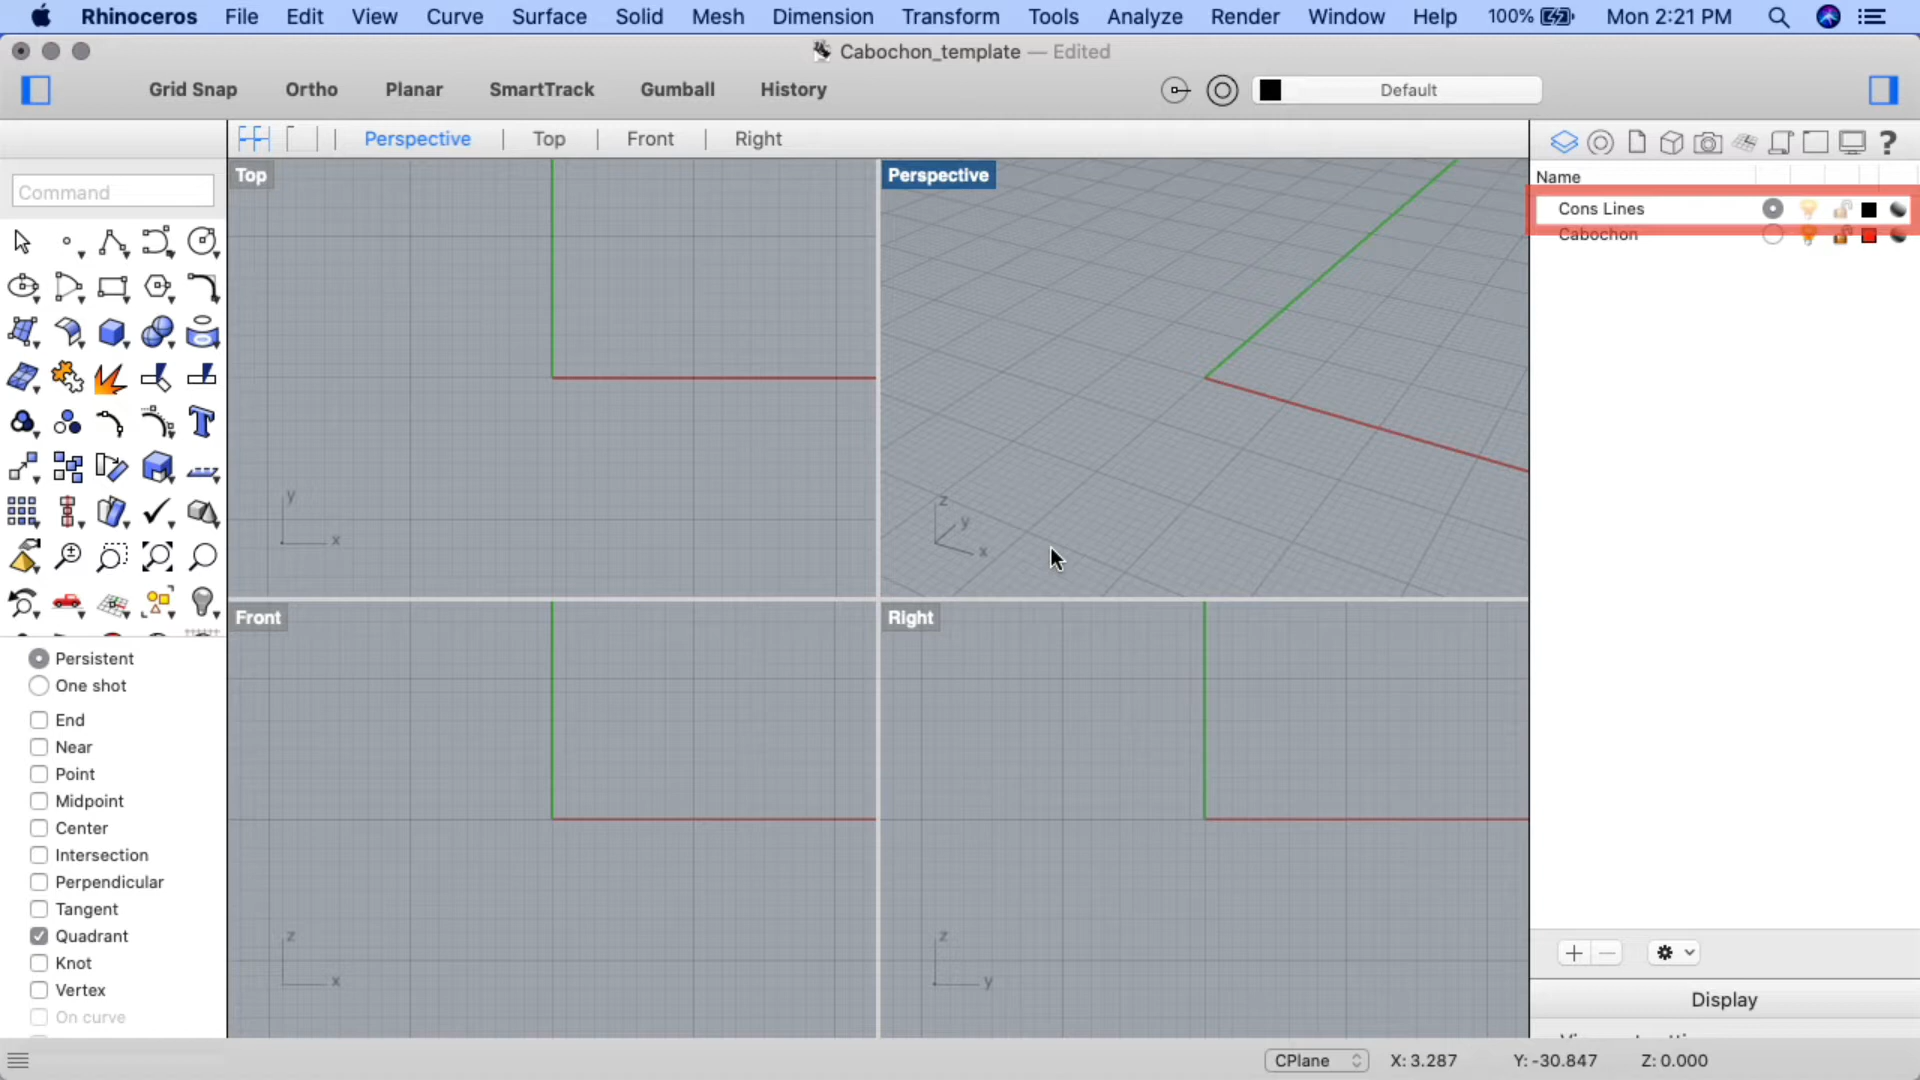 Rhinoceros File Edit View Curve Surface Solid Mesh Dimension Transform Tools Analyze Render Window Help 100% Mon 2:21 PM
Cabochon_template — Edited
Grid Snap Ortho Planar SmartTrack Gumball History Default
Perspective | Top | Front | Right
Command
Top
y
x
Perspective
z
y
x
Front
z
x
Right
z
y
Persistent
One shot
End
Near
Point
Midpoint
Center
Intersection
Perpendicular
Tangent
Quadrant
Knot
Vertex
On curve
Name
Cons Lines
Cabochon
Display
CPlane X: 3.287 Y: -30.847 Z: 0.000